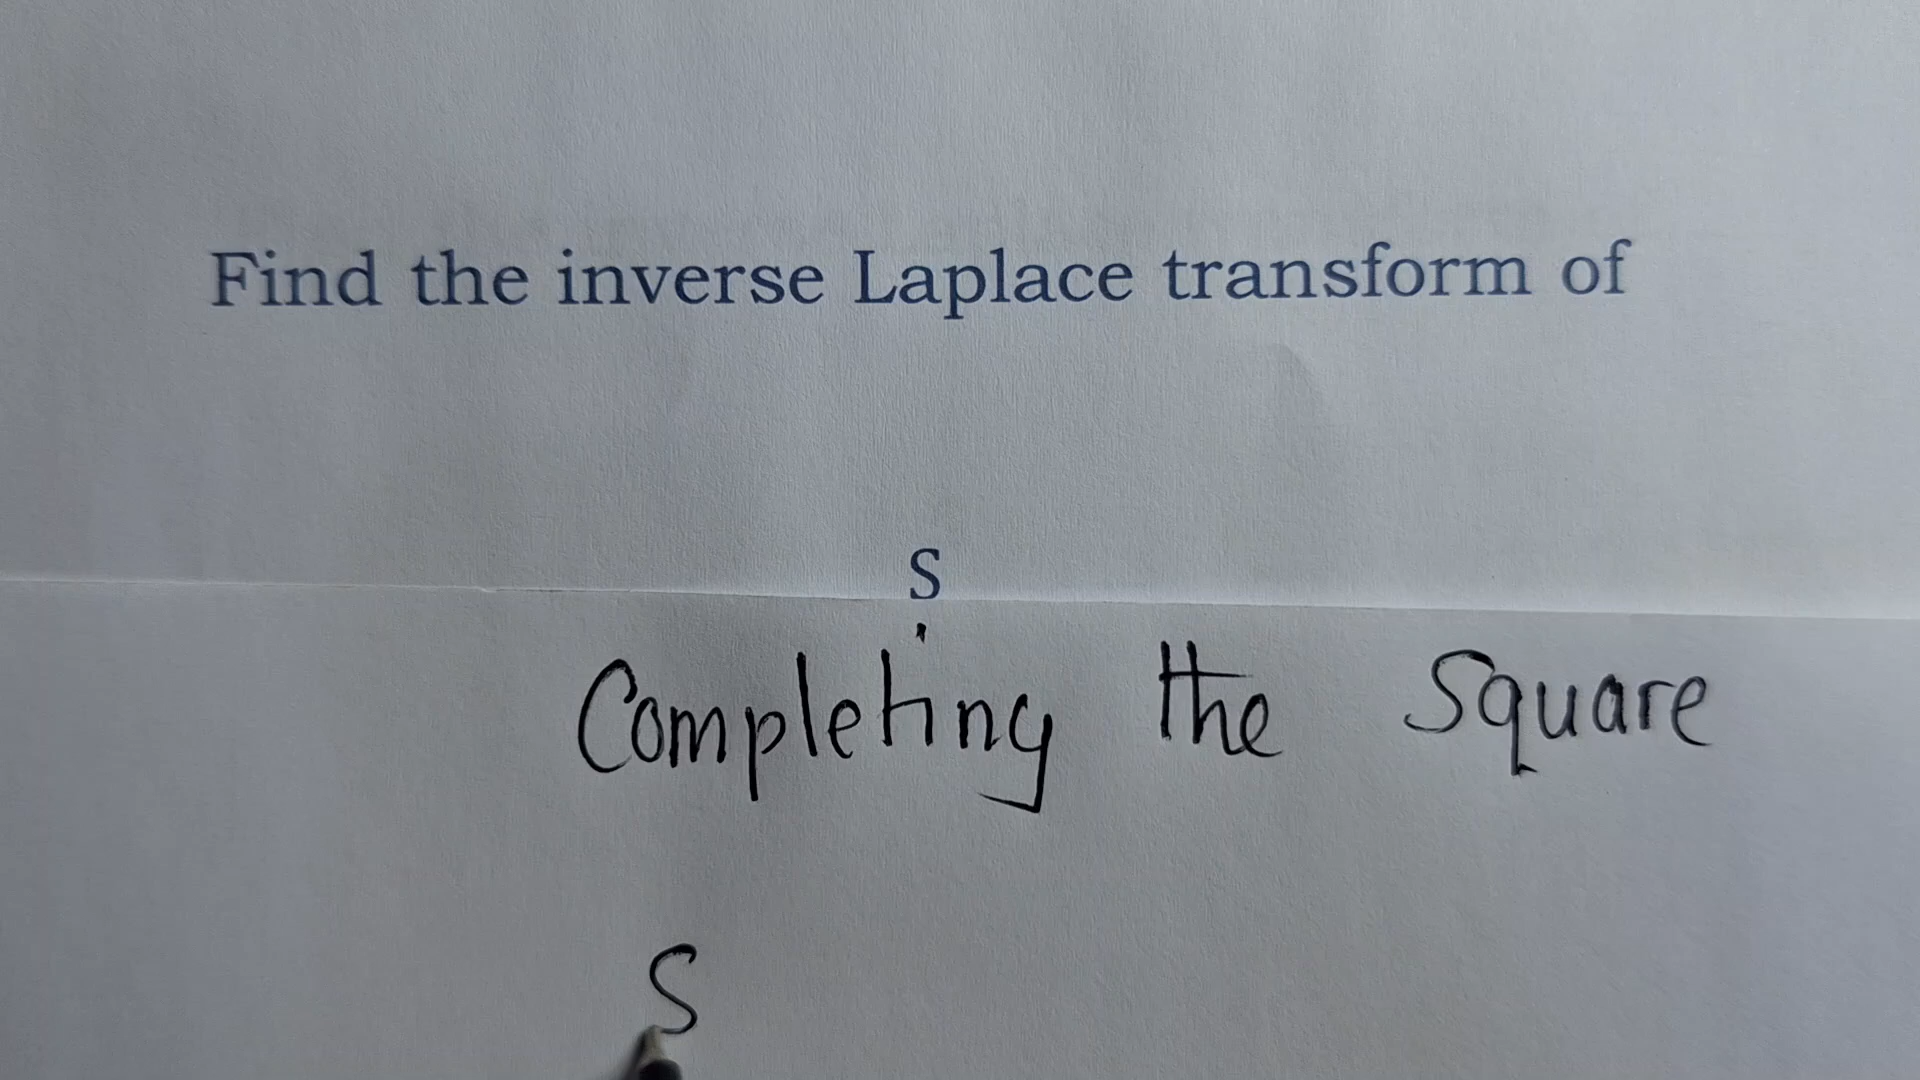 Find the inverse Laplace transform of
s
Completing the Square
S